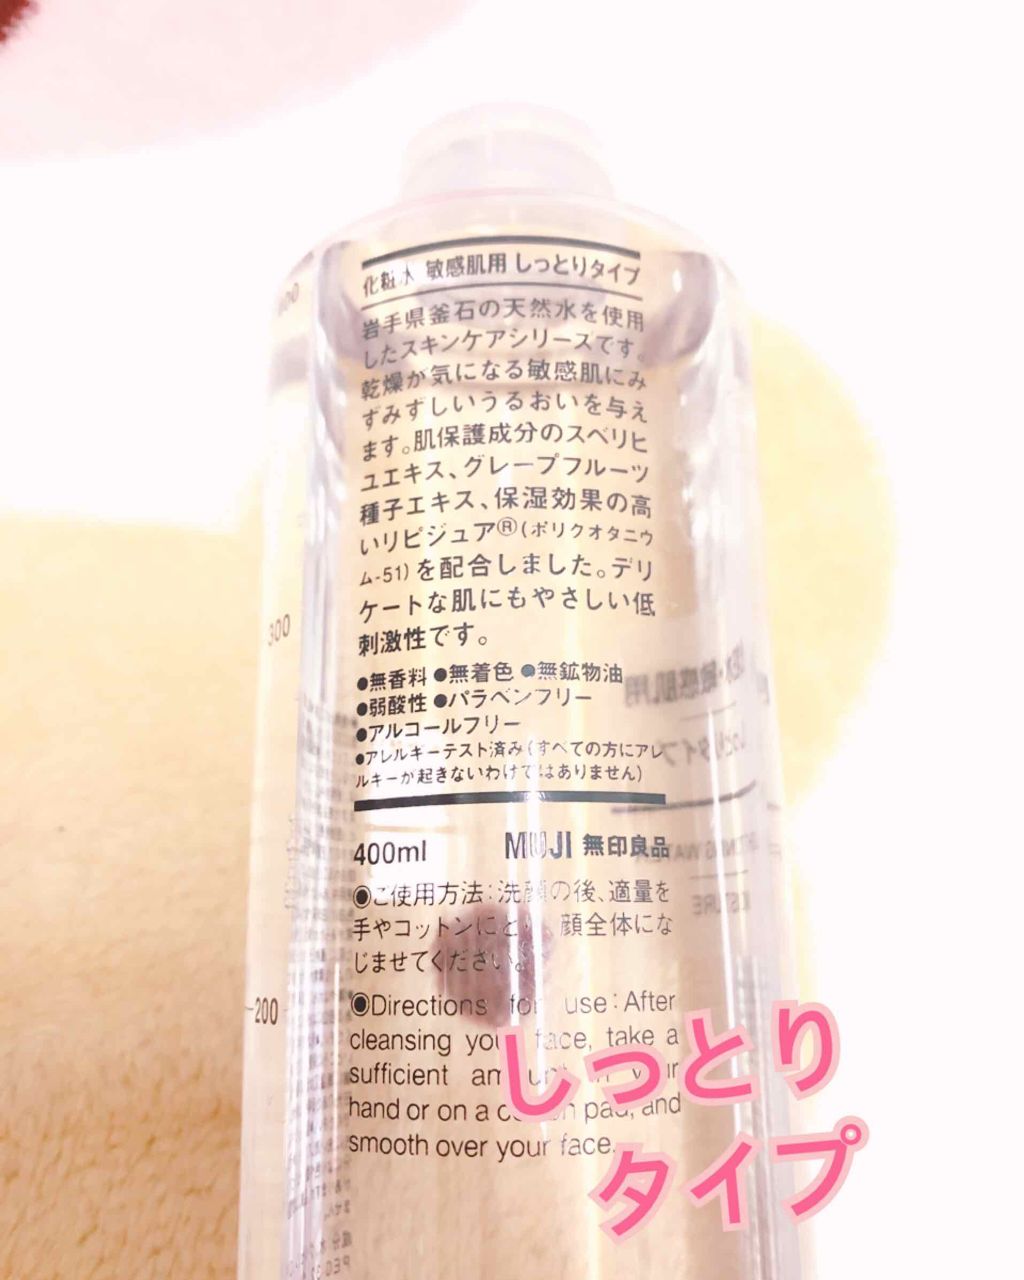 化粧水 敏感肌用 しっとりタイプ
岩手県釜石の天然水を使用
したスキンケアシリーズです。
乾燥が気になる敏感肌にみ
ずみずしいうるおいを与え
ます。肌保護成分のスベリヒ
ユエキス、グレープフルーツ
種子エキス、保湿効果の高
いリピジュア®(ポリクオタニウ
ム-51)を配合しました。デリ
ケートな肌にもやさしい低
刺激性です。
●無香料 ●無着色 ●無鉱物油
●弱酸性 ●パラベンフリー
●アルコールフリー
●アレルギーテスト済み(すべての方にアレ
ルギーが起きないわけではありません)
400ml MUJI 無印良品
◉ご使用方法:洗顔の後、適量を
手やコットンにとり、顔全体にな
じませてください。
◉Directions for use:After
cleansing your face, take a
sufficient amount in your
hand or on a cotton pad, and
smooth over your face.
400
300
200
しっとり
タイプ